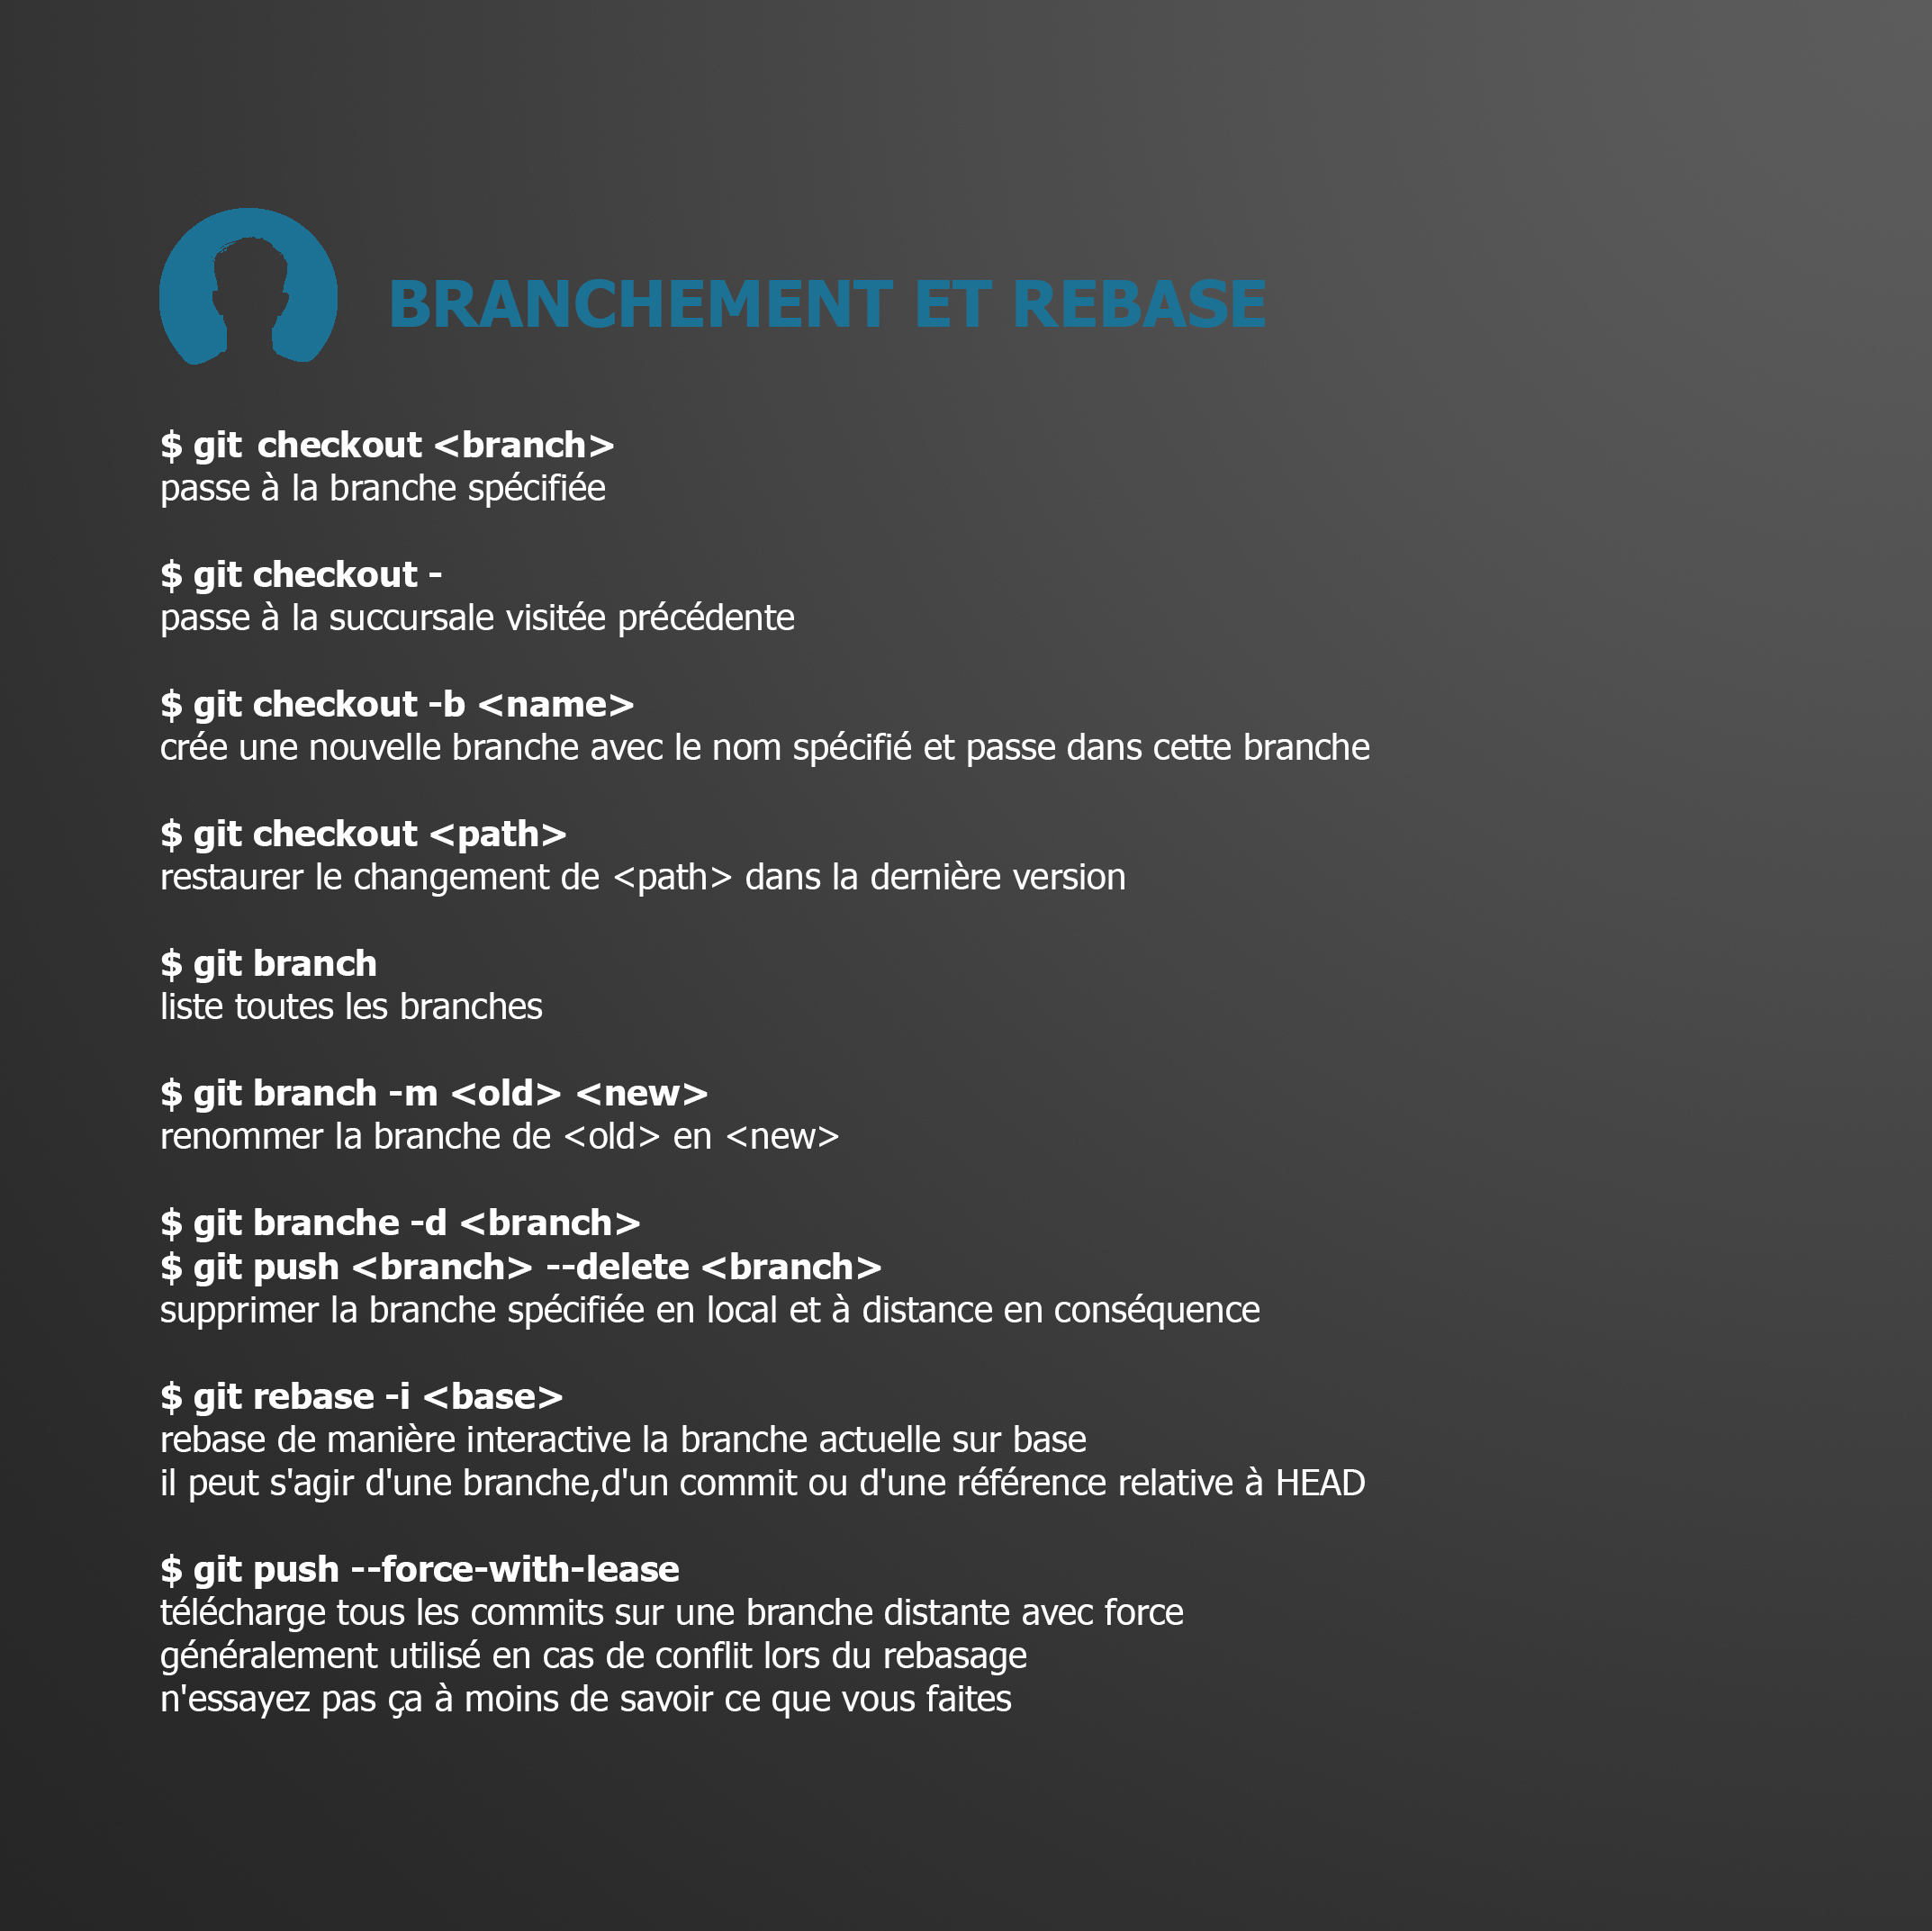 BRANCHEMENT ET REBASE
$ git checkout <branch>
passe à la branche spécifiée
$ git checkout -
passe à la succursale visitée précédente
$ git checkout -b <name>
crée une nouvelle branche avec le nom spécifié et passe dans cette branche
$ git checkout <path>
restaurer le changement de <path> dans la dernière version
$ git branch
liste toutes les branches
$ git branch -m <old> <new>
renommer la branche de <old> en <new>
$ git branche -d <branch>
$ git push <branch> --delete <branch>
supprimer la branche spécifiée en local et à distance en conséquence
$ git rebase -i <base>
rebase de manière interactive la branche actuelle sur base
il peut s'agir d'une branche,d'un commit ou d'une référence relative à HEAD
$ git push --force-with-lease
télécharge tous les commits sur une branche distante avec force
généralement utilisé en cas de conflit lors du rebasage
n'essayez pas ça à moins de savoir ce que vous faites